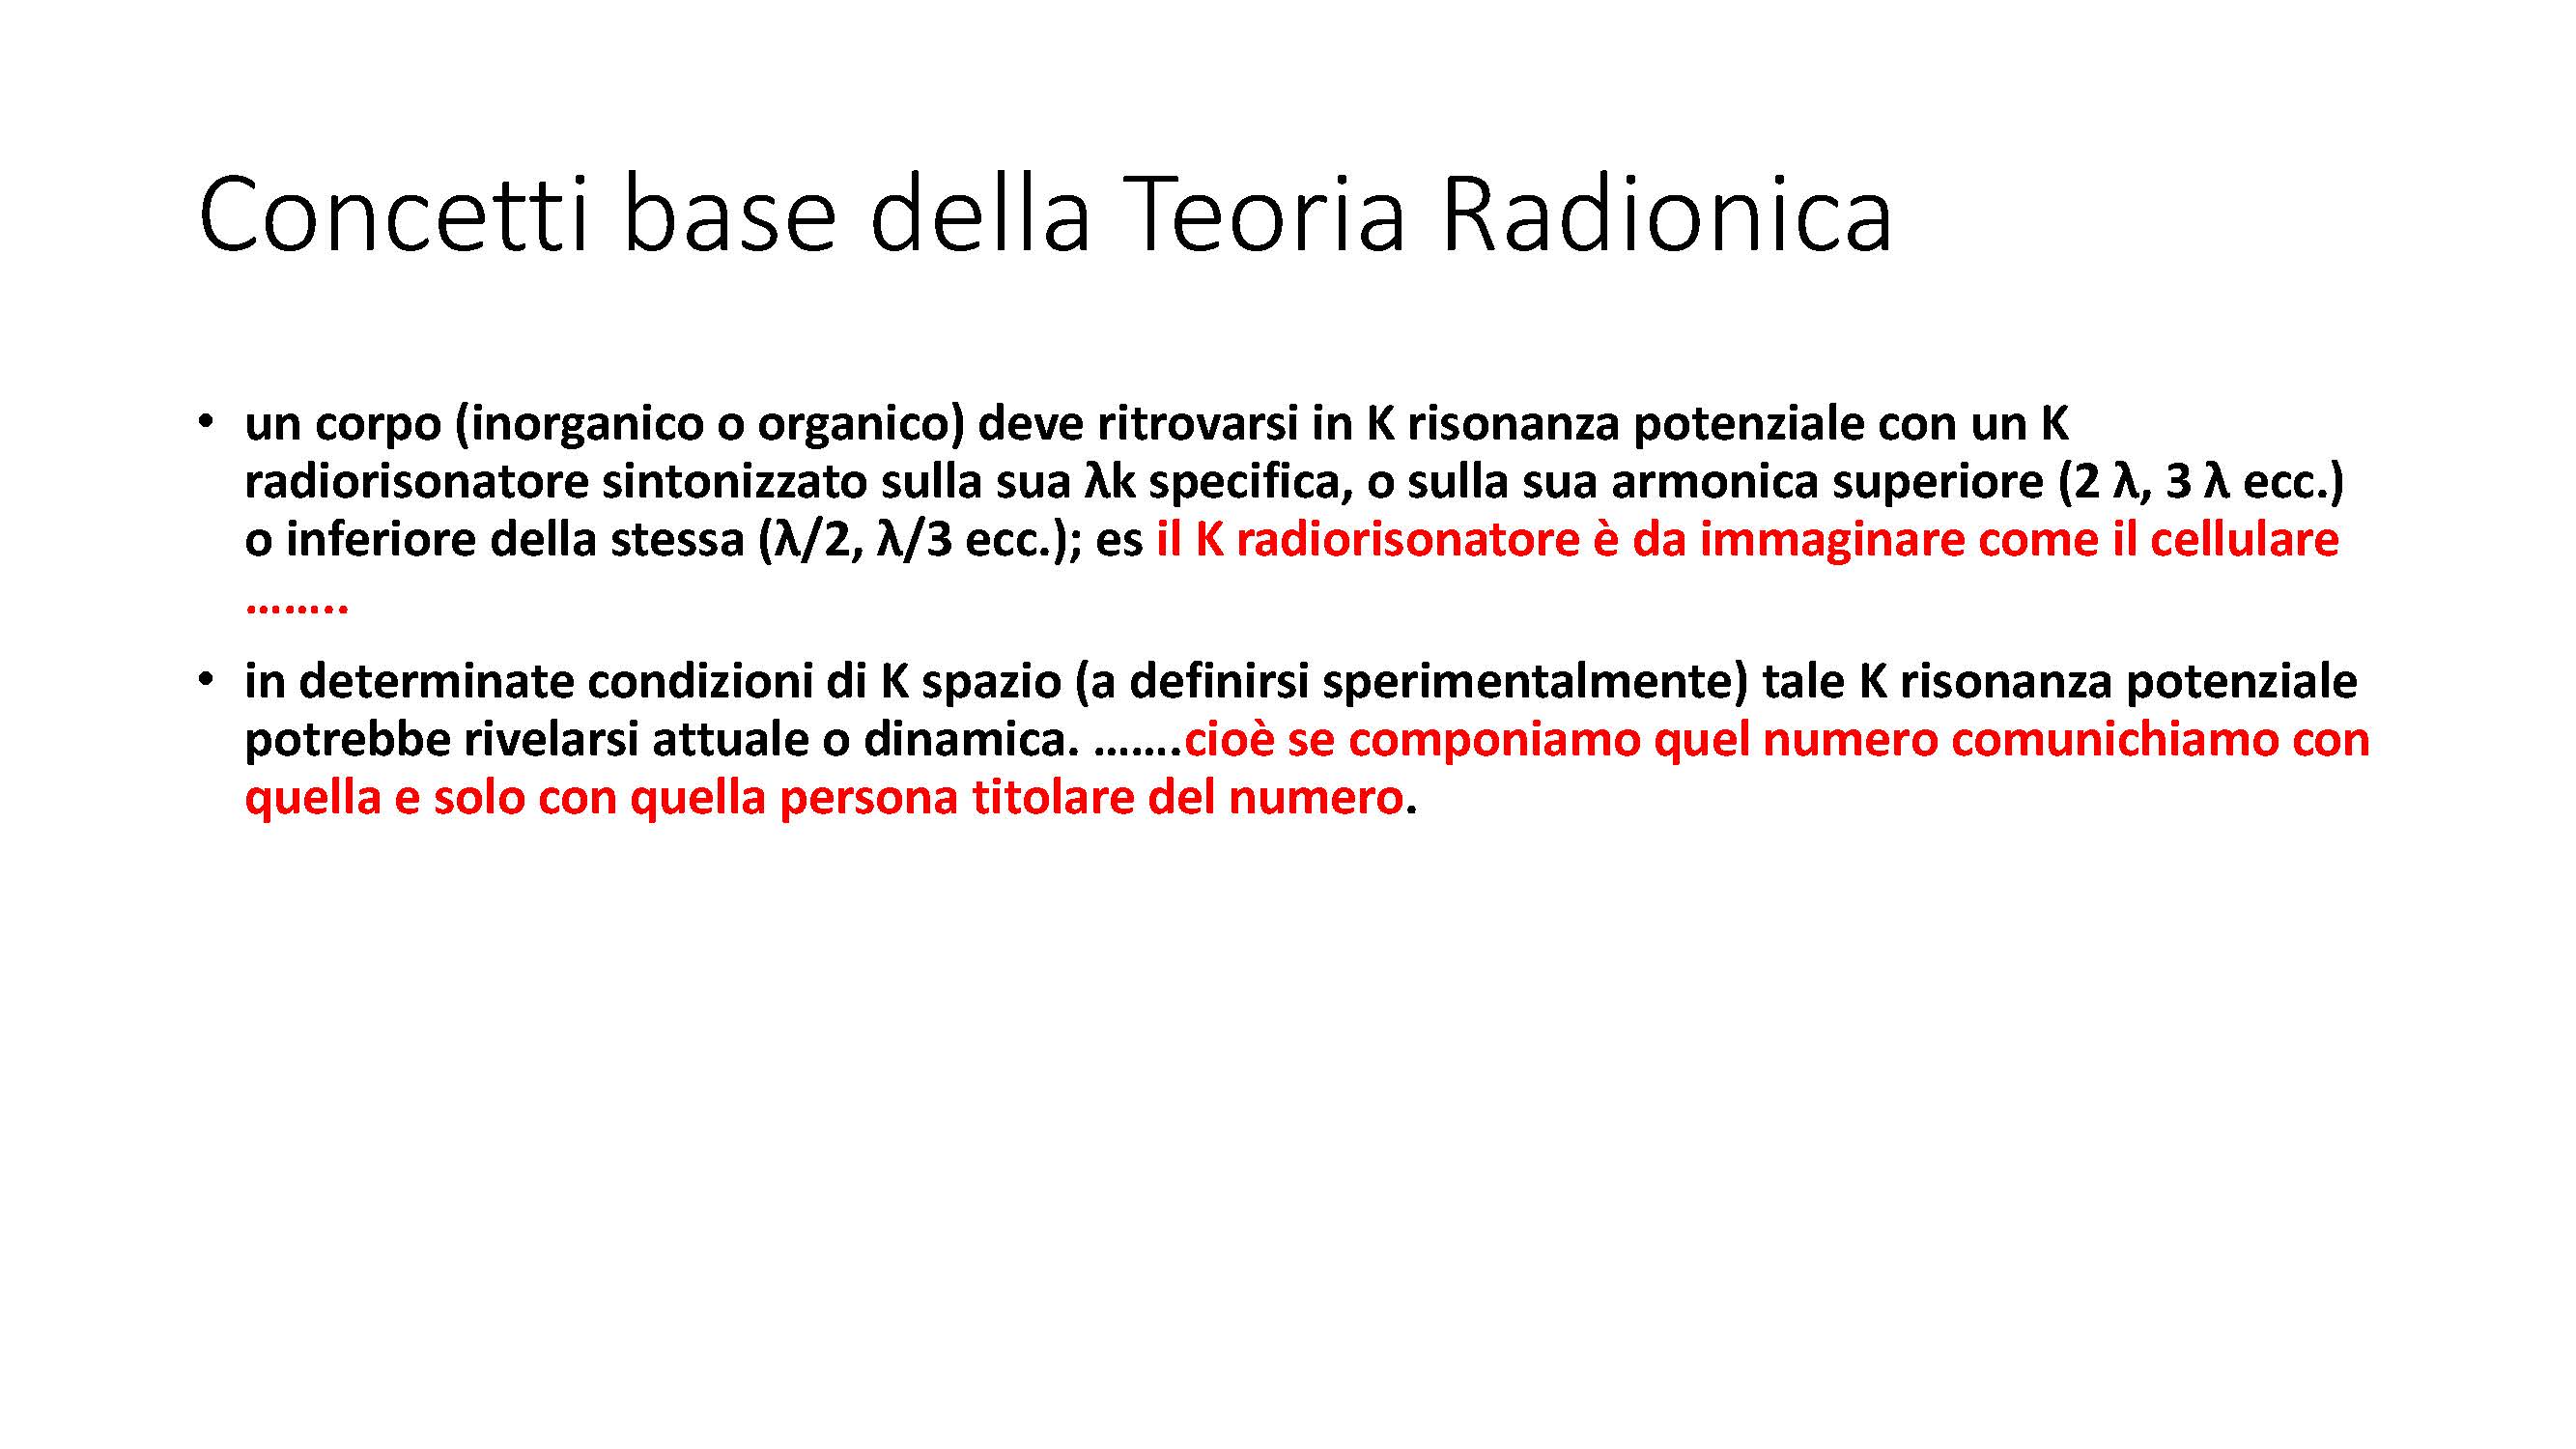 Concetti base della Teoria Radionica
• un corpo (inorganico o organico) deve ritrovarsi in K risonanza potenziale con un K
radiorisonatore sintonizzato sulla sua λk specifica, o sulla sua armonica superiore (2 λ, 3 λ ecc.)
o inferiore della stessa (λ/2, λ/3 ecc.); es il K radiorisonatore è da immaginare come il cellulare
……..
• in determinate condizioni di K spazio (a definirsi sperimentalmente) tale K risonanza potenziale
potrebbe rivelarsi attuale o dinamica. …….cioè se componiamo quel numero comunichiamo con
quella e solo con quella persona titolare del numero.